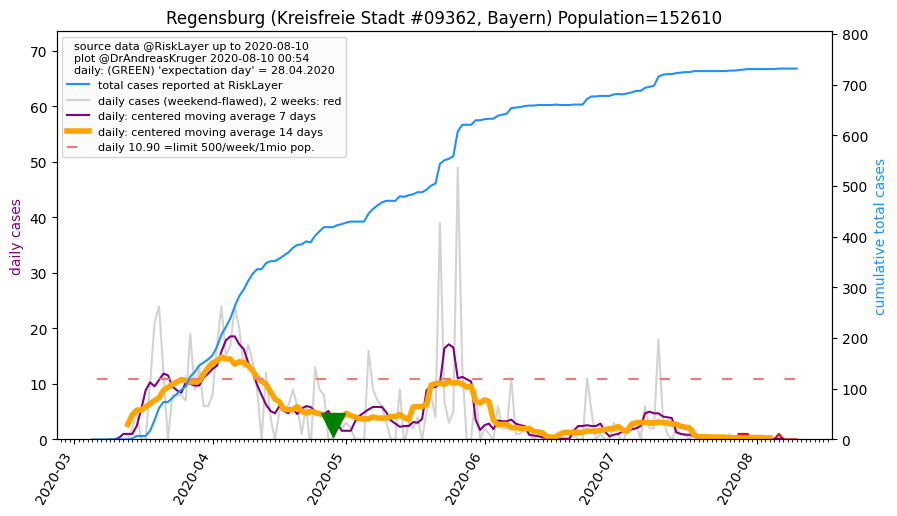 Regensburg (Kreisfreie Stadt #09362, Bayern) Population=152610
source data @RiskLayer up to 2020-08-10
plot @DrAndreasKruger 2020-08-10 00:54
daily: (GREEN) 'expectation day' = 28.04.2020
total cases reported at RiskLayer
daily cases (weekend-flawed), 2 weeks: red
daily: centered moving average 7 days
daily: centered moving average 14 days
daily 10.90 =limit 500/week/1mio pop.
daily cases
70
60
50
40
30
20
10
0
cumulative total cases
800
700
600
500
400
300
200
100
0
2020-03
2020-04
2020-05
2020-06
2020-07
2020-08